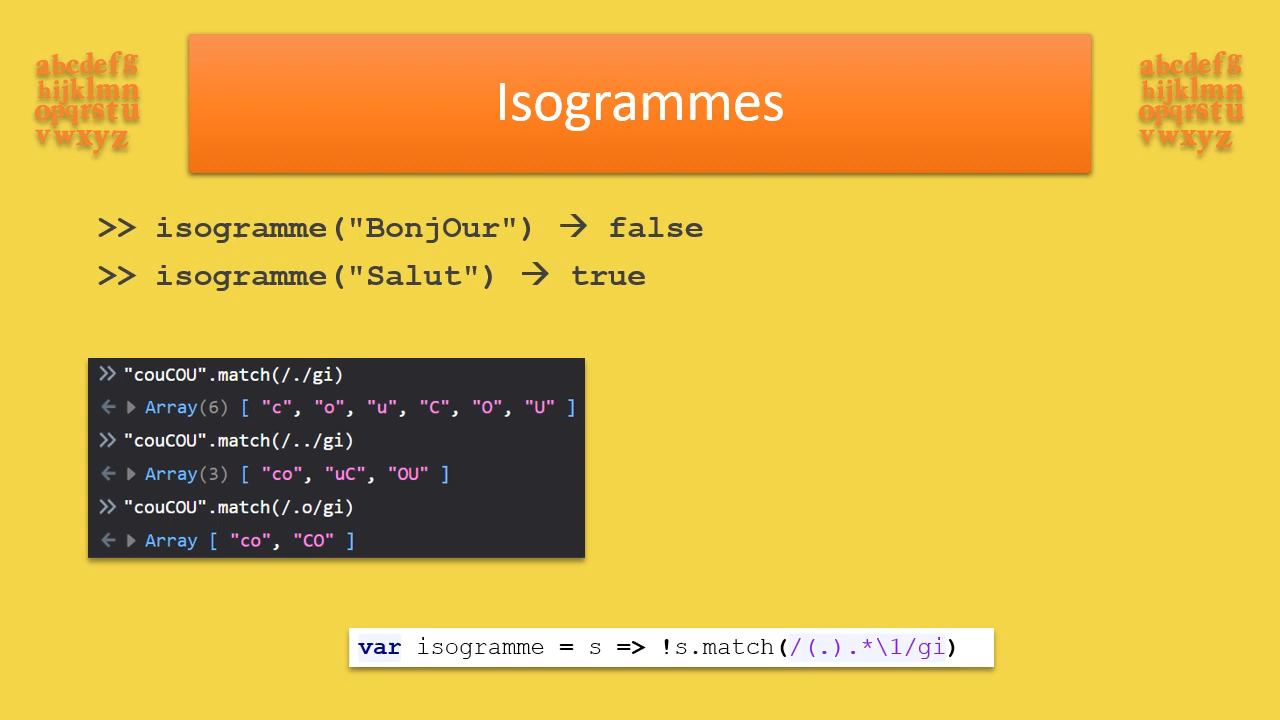 abcdefg
hijklmn
opqrstu
vwxyz
Isogrammes
abcdefg
hijklmn
opqrstu
vwxyz
>> isogramme("BonjOur") → false
>> isogramme("Salut") → true
>> "couCOU".match(/./gi)
← ▶ Array(6) [ "c", "o", "u", "C", "O", "U" ]
>> "couCOU".match(/../gi)
← ▶ Array(3) [ "co", "uC", "OU" ]
>> "couCOU".match(/.o/gi)
← ▶ Array [ "co", "CO" ]
var isogramme = s => !s.match(/(.).*\1/gi)